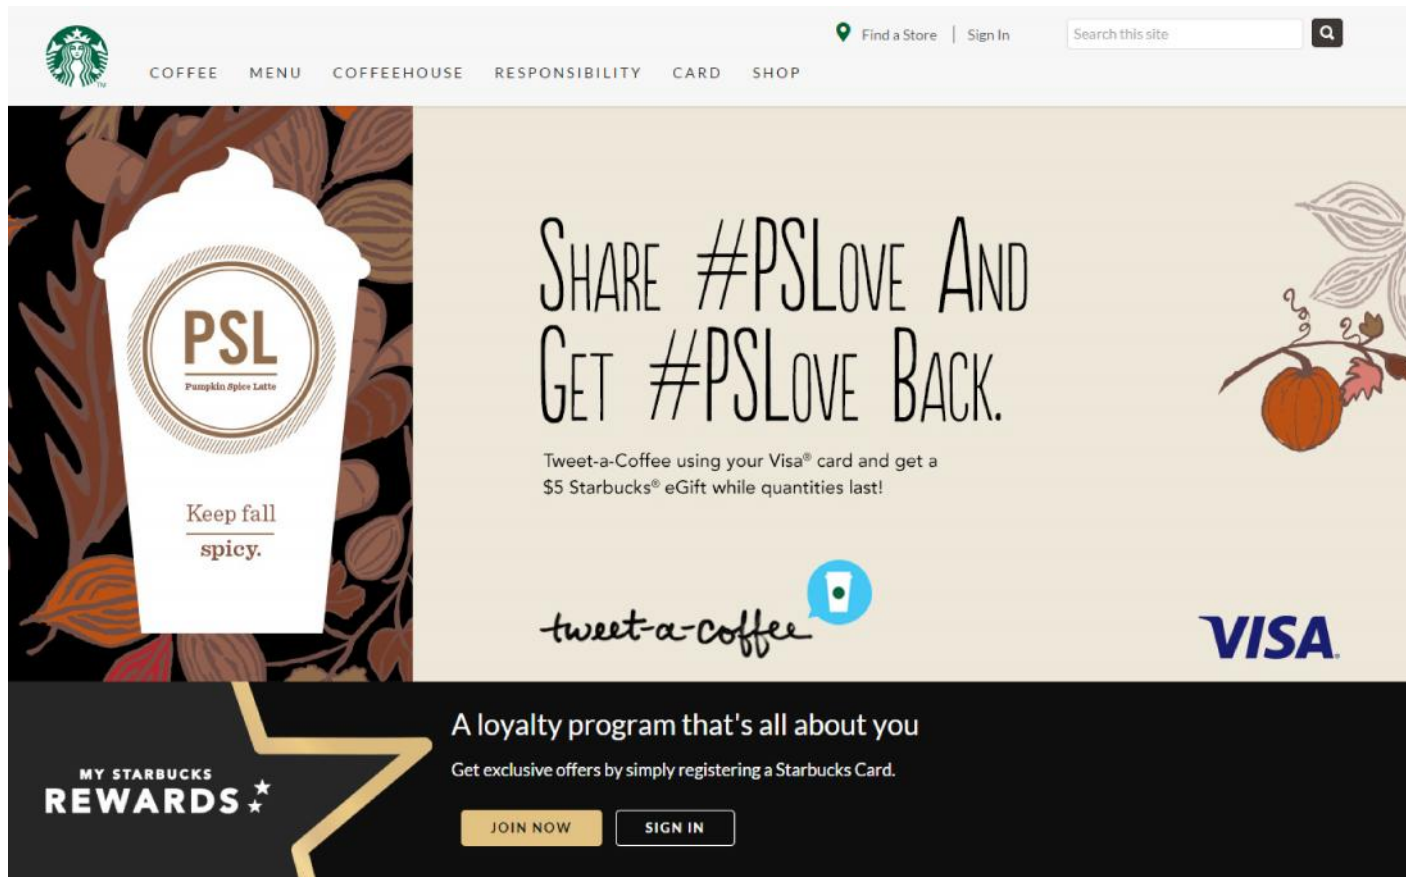 Find a Store | Sign In
Search this site
COFFEE MENU COFFEEHOUSE RESPONSIBILITY CARD SHOP
TM
PSL
Pumpkin Spice Latte
Keep fall
spicy.
SHARE #PSLOVE AND
GET #PSLOVE BACK.
Tweet-a-Coffee using your Visa® card and get a
$5 Starbucks® eGift while quantities last!
tweet-a-coffee
VISA®
MY STARBUCKS
REWARDS
A loyalty program that's all about you
Get exclusive offers by simply registering a Starbucks Card.
JOIN NOW
SIGN IN